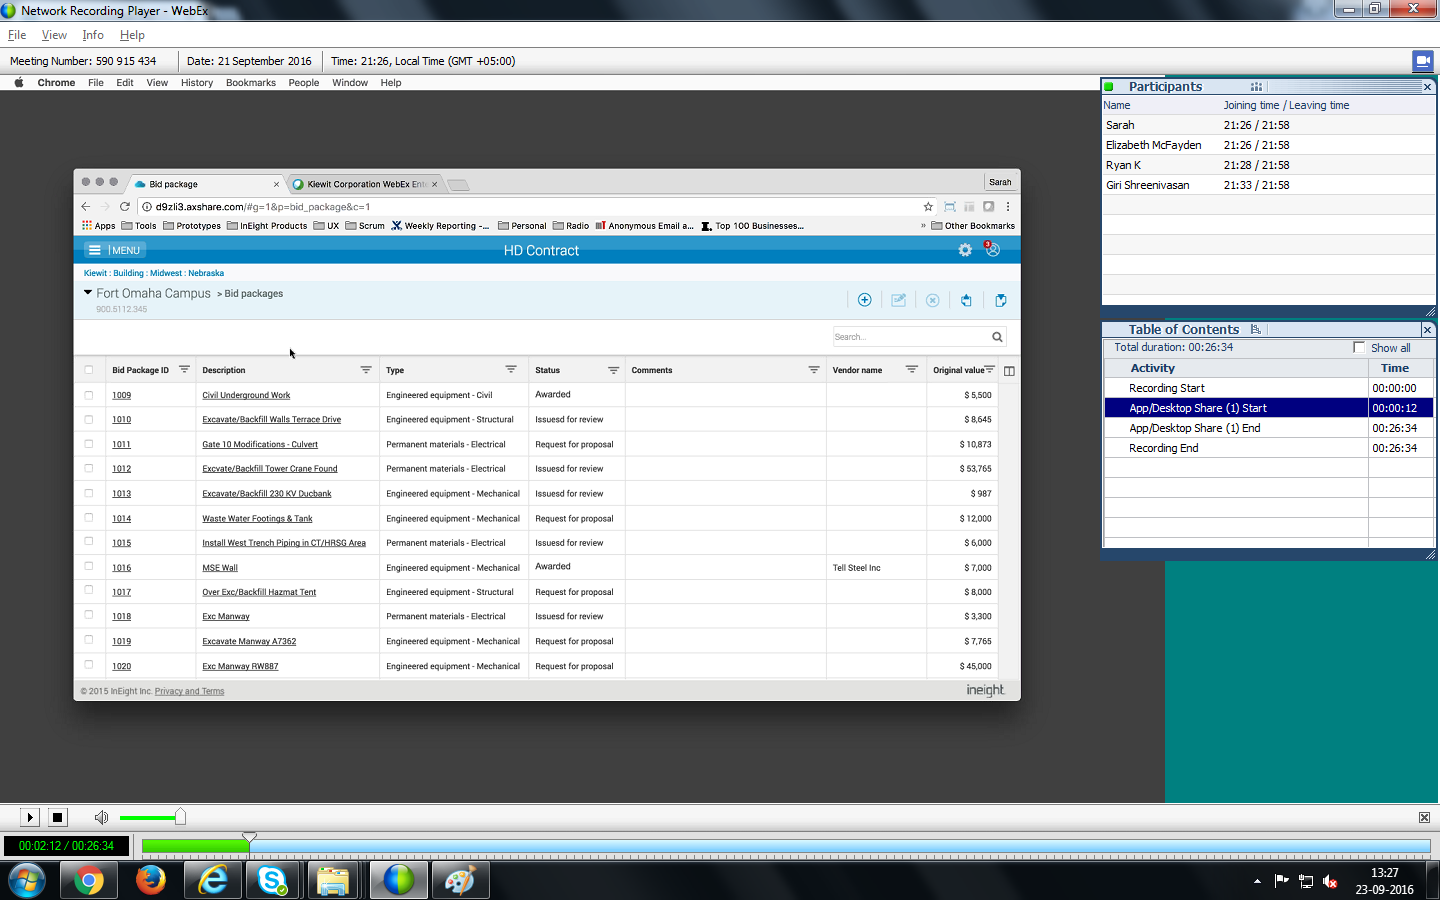 Network Recording Player - WebEx
File View Info Help
Meeting Number: 590 915 434 Date: 21 September 2016 Time: 21:26, Local Time (GMT +05:00)
Chrome File Edit View History Bookmarks People Window Help
Bid package Kiewit Corporation WebEx Ente
Sarah
d9zli3.axshare.com/#g=1&p=bid_package&c=1
Apps Tools Prototypes InEight Products UX Scrum Weekly Reporting -... Personal Radio Anonymous Email a... Top 100 Businesses... » Other Bookmarks
MENU HD Contract 3
Kiewit : Building : Midwest : Nebraska
Fort Omaha Campus > Bid packages
900.5112.345
Search...
Bid Package ID Description Type Status Comments Vendor name Original value
1009 Civil Underground Work Engineered equipment - Civil Awarded $ 5,500
1010 Excavate/Backfill Walls Terrace Drive Engineered equipment - Structural Issuesd for review $ 8,645
1011 Gate 10 Modifications - Culvert Permanent materials - Electrical Request for proposal $ 10,873
1012 Excvate/Backfill Tower Crane Found Permanent materials - Electrical Issuesd for review $ 53,765
1013 Excavate/Backfill 230 KV Ducbank Engineered equipment - Mechanical Issuesd for review $ 987
1014 Waste Water Footings & Tank Engineered equipment - Mechanical Request for proposal $ 12,000
1015 Install West Trench Piping in CT/HRSG Area Permanent materials - Electrical Issuesd for review $ 6,000
1016 MSE Wall Engineered equipment - Mechanical Awarded Tell Steel Inc $ 7,000
1017 Over Exc/Backfill Hazmat Tent Engineered equipment - Structural Request for proposal $ 8,000
1018 Exc Manway Permanent materials - Electrical Issuesd for review $ 3,300
1019 Excavate Manway A7362 Engineered equipment - Mechanical Request for proposal $ 7,765
1020 Exc Manway RW887 Engineered equipment - Mechanical Request for proposal $ 45,000
© 2015 InEight Inc. Privacy and Terms ineight
Participants
Name Joining time / Leaving time
Sarah 21:26 / 21:58
Elizabeth McFayden 21:26 / 21:58
Ryan K 21:28 / 21:58
Giri Shreenivasan 21:33 / 21:58
Table of Contents
Total duration: 00:26:34 Show all
Activity Time
Recording Start 00:00:00
App/Desktop Share (1) Start 00:00:12
App/Desktop Share (1) End 00:26:34
Recording End 00:26:34
00:02:12 / 00:26:34
13:27
23-09-2016